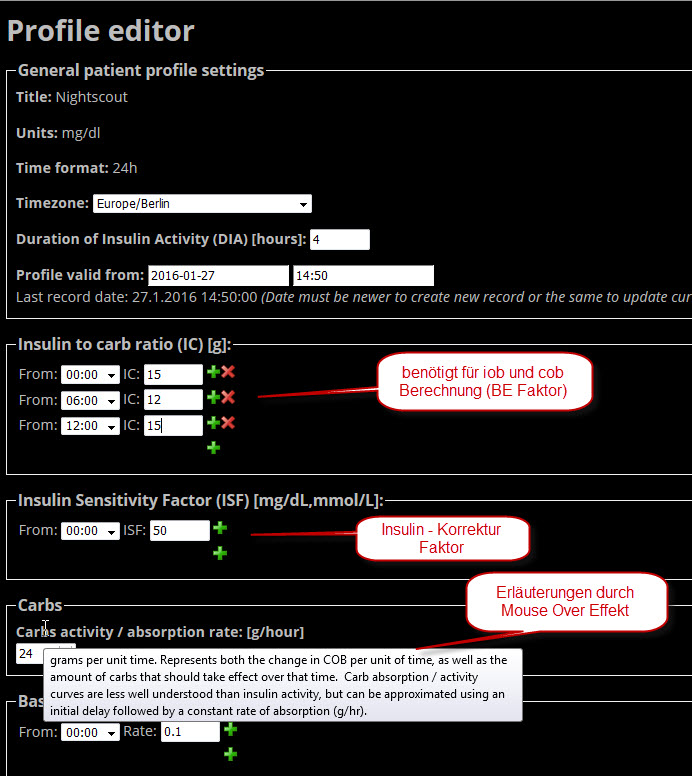 Profile editor
General patient profile settings
Title: Nightscout
Units: mg/dl
Time format: 24h
Timezone: Europe/Berlin
Duration of Insulin Activity (DIA) [hours]: 4
Profile valid from: 2016-01-27 14:50
Last record date: 27.1.2016 14:50:00 (Date must be newer to create new record or the same to update cur
Insulin to carb ratio (IC) [g]:
From: 00:00 IC: 15
From: 06:00 IC: 12
From: 12:00 IC: 15
benötigt für iob und cob
Berechnung (BE Faktor)
Insulin Sensitivity Factor (ISF) [mg/dL,mmol/L]:
From: 00:00 ISF: 50
Insulin - Korrektur
Faktor
Carbs
Erläuterungen durch
Mouse Over Effekt
Carbs activity / absorption rate: [g/hour]
24
grams per unit time. Represents both the change in COB per unit of time, as well as the
amount of carbs that should take effect over that time. Carb absorption / activity
curves are less well understood than insulin activity, but can be approximated using an
initial delay followed by a constant rate of absorption (g/hr).
From: 00:00 Rate: 0.1